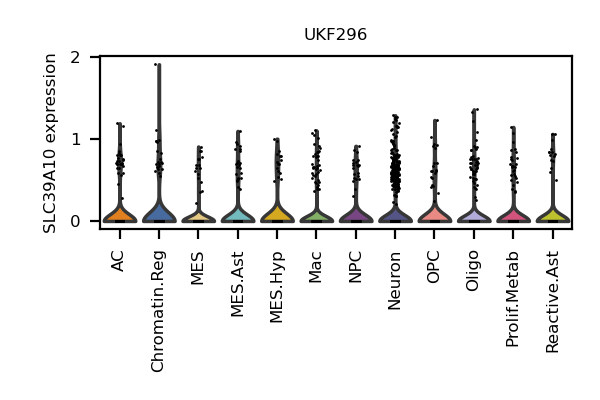 UKF296
SLC39A10 expression
2
1
0
AC
Chromatin.Reg
MES
MES.Ast
MES.Hyp
Mac
NPC
Neuron
OPC
Oligo
Prolif.Metab
Reactive.Ast